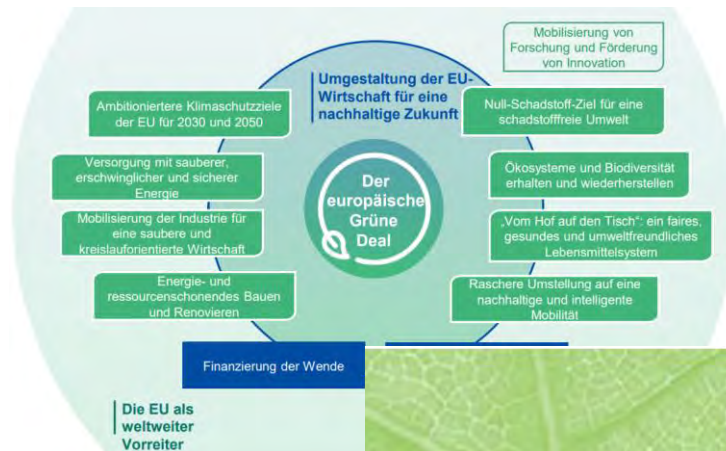 Mobilisierung von
Forschung und Förderung
von Innovation
Umgestaltung der EU-
Wirtschaft für eine
nachhaltige Zukunft
Ambitioniertere Klimaschutzziele
der EU für 2030 und 2050
Null-Schadstoff-Ziel für eine
schadstofffreie Umwelt
Versorgung mit sauberer,
erschwinglicher und sicherer
Energie
Ökosysteme und Biodiversität
erhalten und wiederherstellen
Der
europäische
Grüne
Deal
Mobilisierung der Industrie für
eine saubere und
kreislauforientierte Wirtschaft
„Vom Hof auf den Tisch“: ein faires,
gesundes und umweltfreundliches
Lebensmittelsystem
Energie- und
ressourcenschonendes Bauen
und Renovieren
Raschere Umstellung auf eine
nachhaltige und intelligente
Mobilität
Finanzierung der Wende
Die EU als
weltweiter
Vorreiter